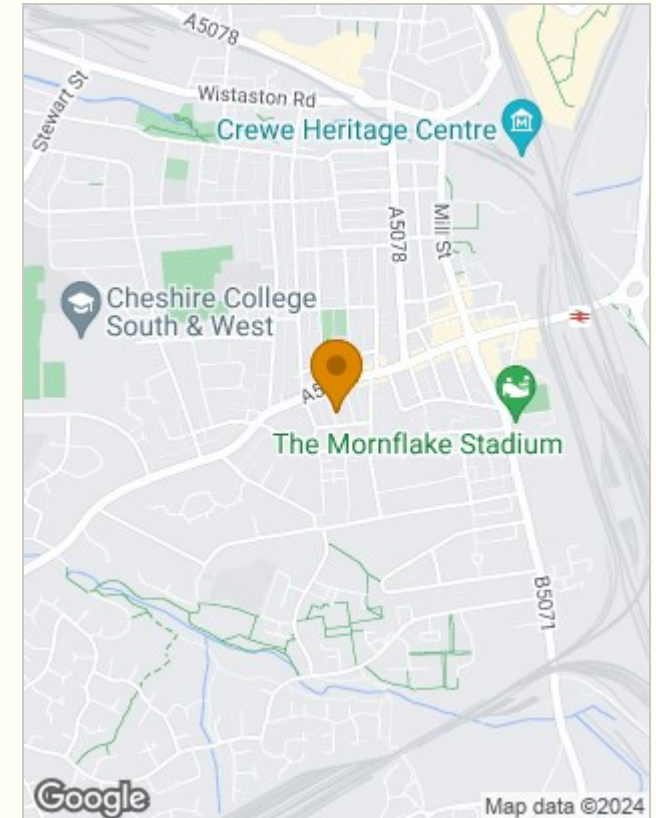 A5078
Wistaston Rd
Stewart St
Crewe Heritage Centre
A5078
Mill St
Cheshire College
South & West
The Mornflake Stadium
B5071
Google
Map data ©2024